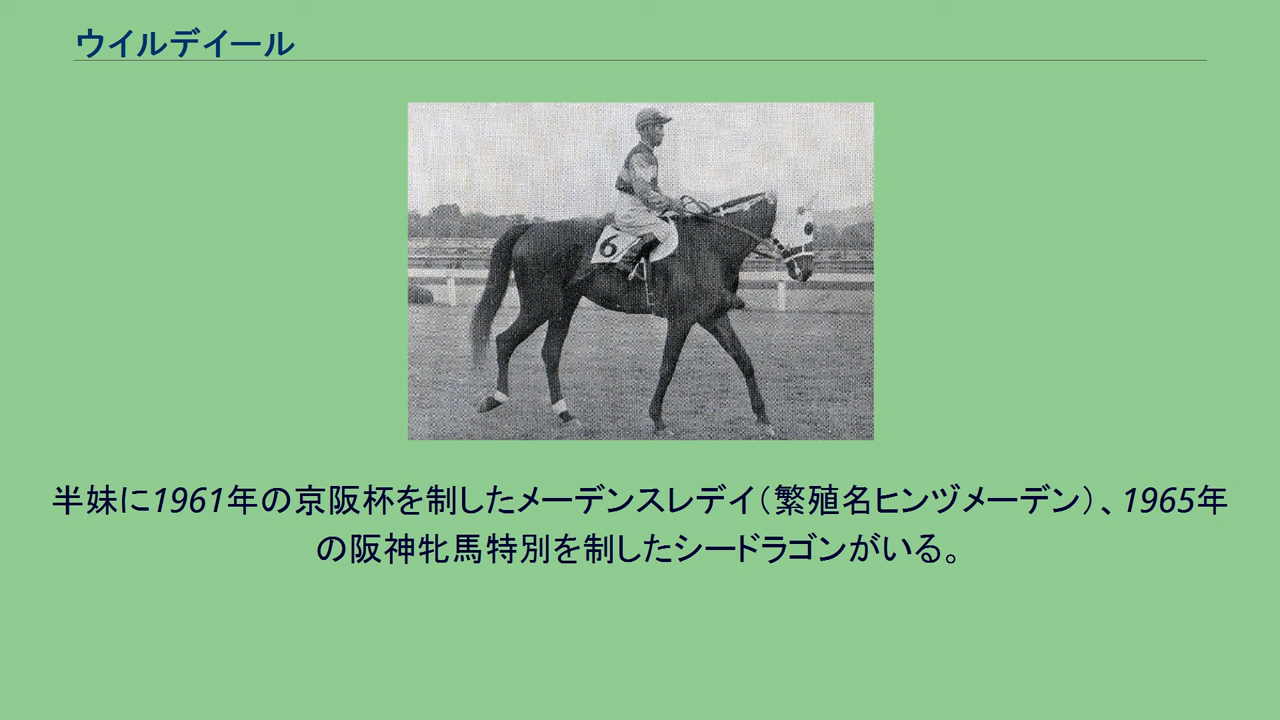 ウイルデイール
6
半妹に1961年の京阪杯を制したメーデンスレデイ（繁殖名ヒンヅメーデン）、1965年
の阪神牝馬特別を制したシードラゴンがいる。